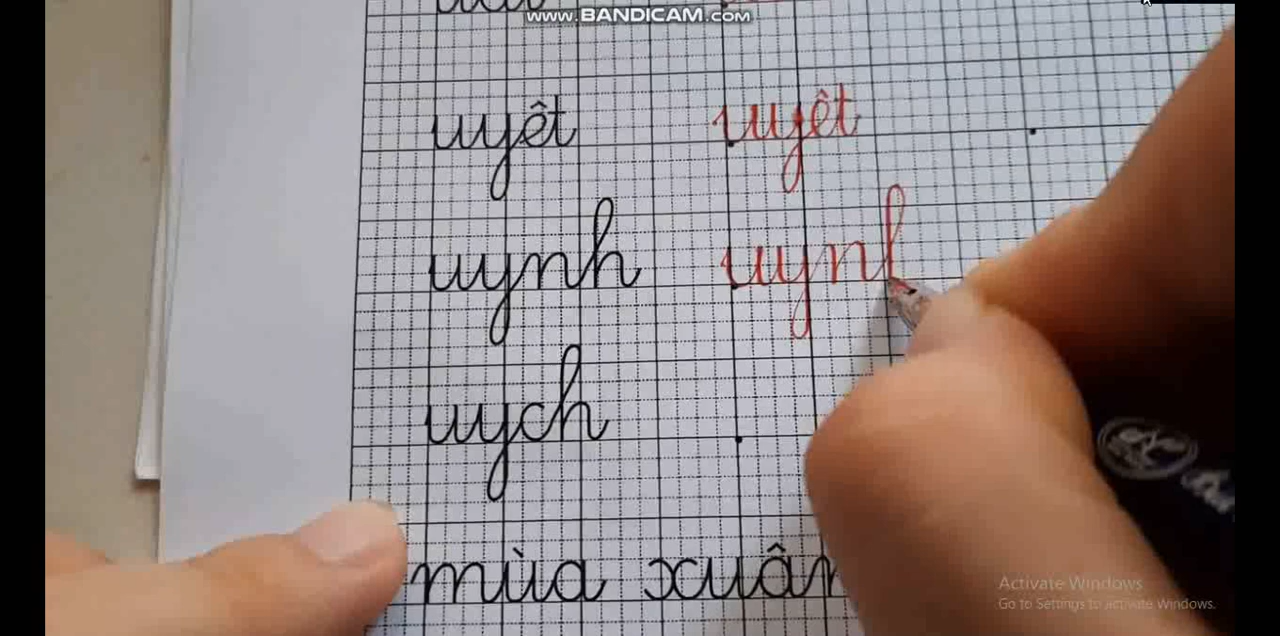 www.BANDICAM.com
uyêt uyêt
uynh
uych
mùa xuân
Activate Windows
Go to Settings to activate Windows.